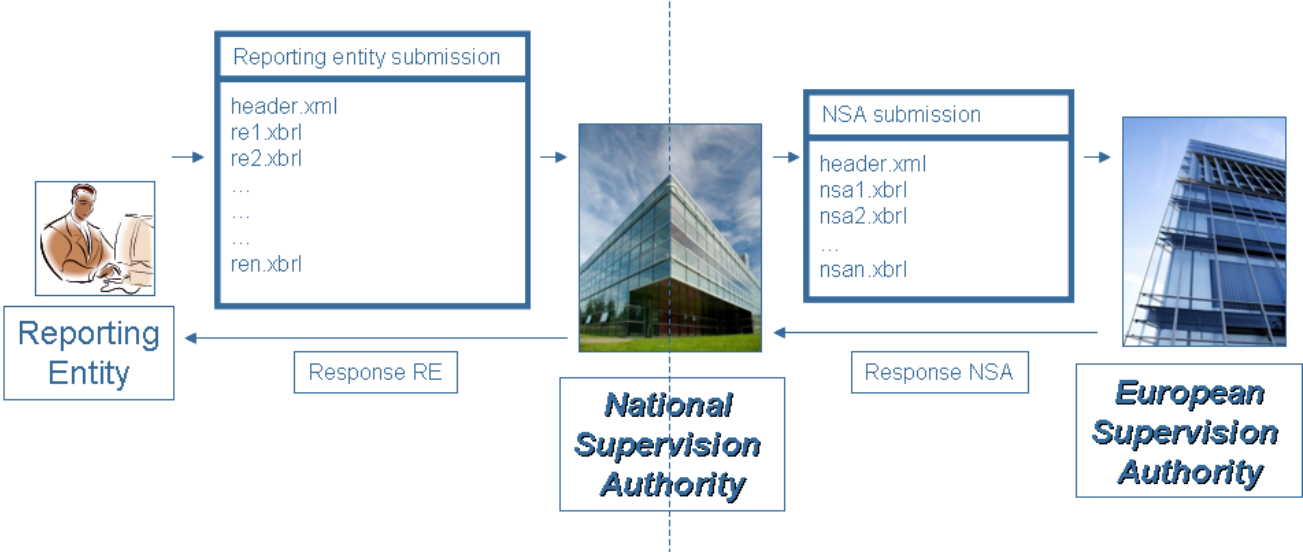 Reporting entity submission
header.xml
re1.xbrl
re2.xbrl
...
...
...
ren.xbrl
NSA submission
header.xml
nsa1.xbrl
nsa2.xbrl
...
nsan.xbrl
Reporting
Entity
Response RE
Response NSA
National
Supervision
Authority
European
Supervision
Authority